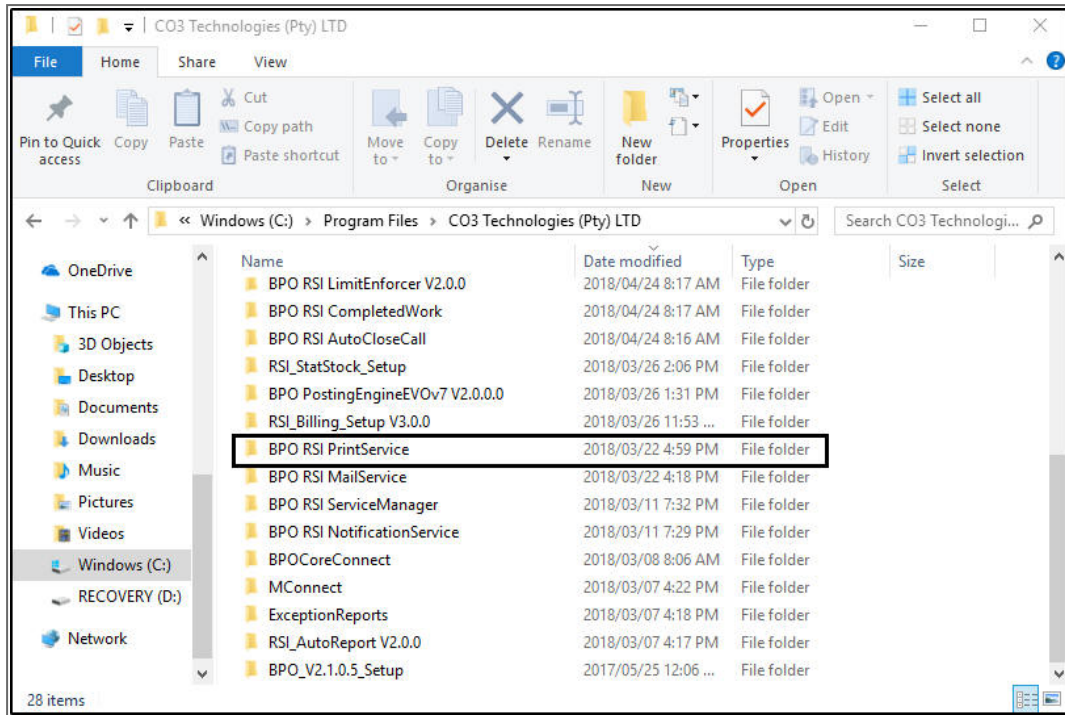 CO3 Technologies (Pty) LTD
File Home Share View
Pin to Quick access
Copy
Paste
Cut
Copy path
Paste shortcut
Clipboard
Move to
Copy to
Delete
Rename
Organise
New folder
New
Properties
Open
Edit
History
Open
Select all
Select none
Invert selection
Select
« Windows (C:) > Program Files > CO3 Technologies (Pty) LTD
Search CO3 Technologi...
OneDrive
This PC
3D Objects
Desktop
Documents
Downloads
Music
Pictures
Videos
Windows (C:)
RECOVERY (D:)
Network
Name Date modified Type Size
BPO RSI LimitEnforcer V2.0.0 2018/04/24 8:17 AM File folder
BPO RSI CompletedWork 2018/04/24 8:17 AM File folder
BPO RSI AutoCloseCall 2018/04/24 8:16 AM File folder
RSI_StatStock_Setup 2018/03/26 2:06 PM File folder
BPO PostingEngineEVOv7 V2.0.0.0 2018/03/26 1:31 PM File folder
RSI_Billing_Setup V3.0.0 2018/03/26 11:53 ... File folder
BPO RSI PrintService 2018/03/22 4:59 PM File folder
BPO RSI MailService 2018/03/22 4:18 PM File folder
BPO RSI ServiceManager 2018/03/11 7:32 PM File folder
BPO RSI NotificationService 2018/03/11 7:29 PM File folder
BPOCoreConnect 2018/03/08 8:06 AM File folder
MConnect 2018/03/07 4:22 PM File folder
ExceptionReports 2018/03/07 4:18 PM File folder
RSI_AutoReport V2.0.0 2018/03/07 4:17 PM File folder
BPO_V2.1.0.5_Setup 2017/05/25 12:06 ... File folder
28 items